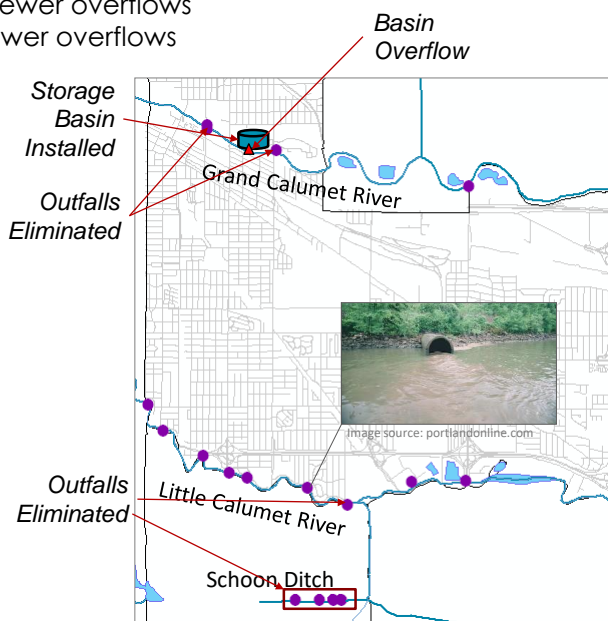 ewer overflows
wer overflows
Basin
Overflow
Storage
Basin
Installed
Grand Calumet River
Outfalls
Eliminated
Image source: portlandonline.com
Outfalls
Eliminated
Little Calumet River
Schoon Ditch